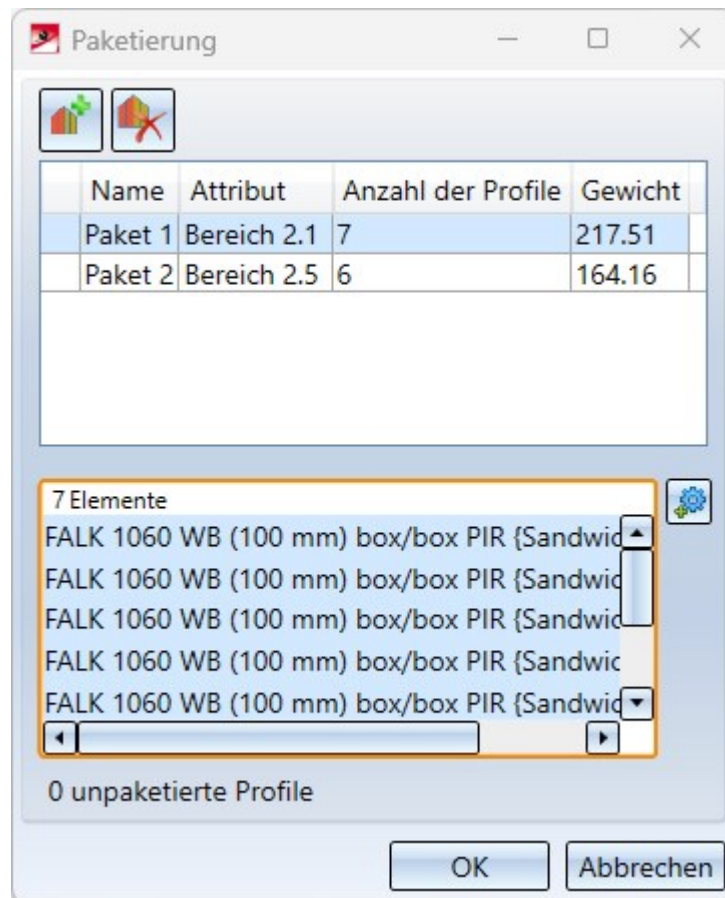 Paketierung
Name Attribut Anzahl der Profile Gewicht
Paket 1 Bereich 2.1 7 217.51
Paket 2 Bereich 2.5 6 164.16
7 Elemente
FALK 1060 WB (100 mm) box/box PIR {Sandwic
FALK 1060 WB (100 mm) box/box PIR {Sandwic
FALK 1060 WB (100 mm) box/box PIR {Sandwic
FALK 1060 WB (100 mm) box/box PIR {Sandwic
FALK 1060 WB (100 mm) box/box PIR {Sandwic
0 unpaketierte Profile
OK Abbrechen